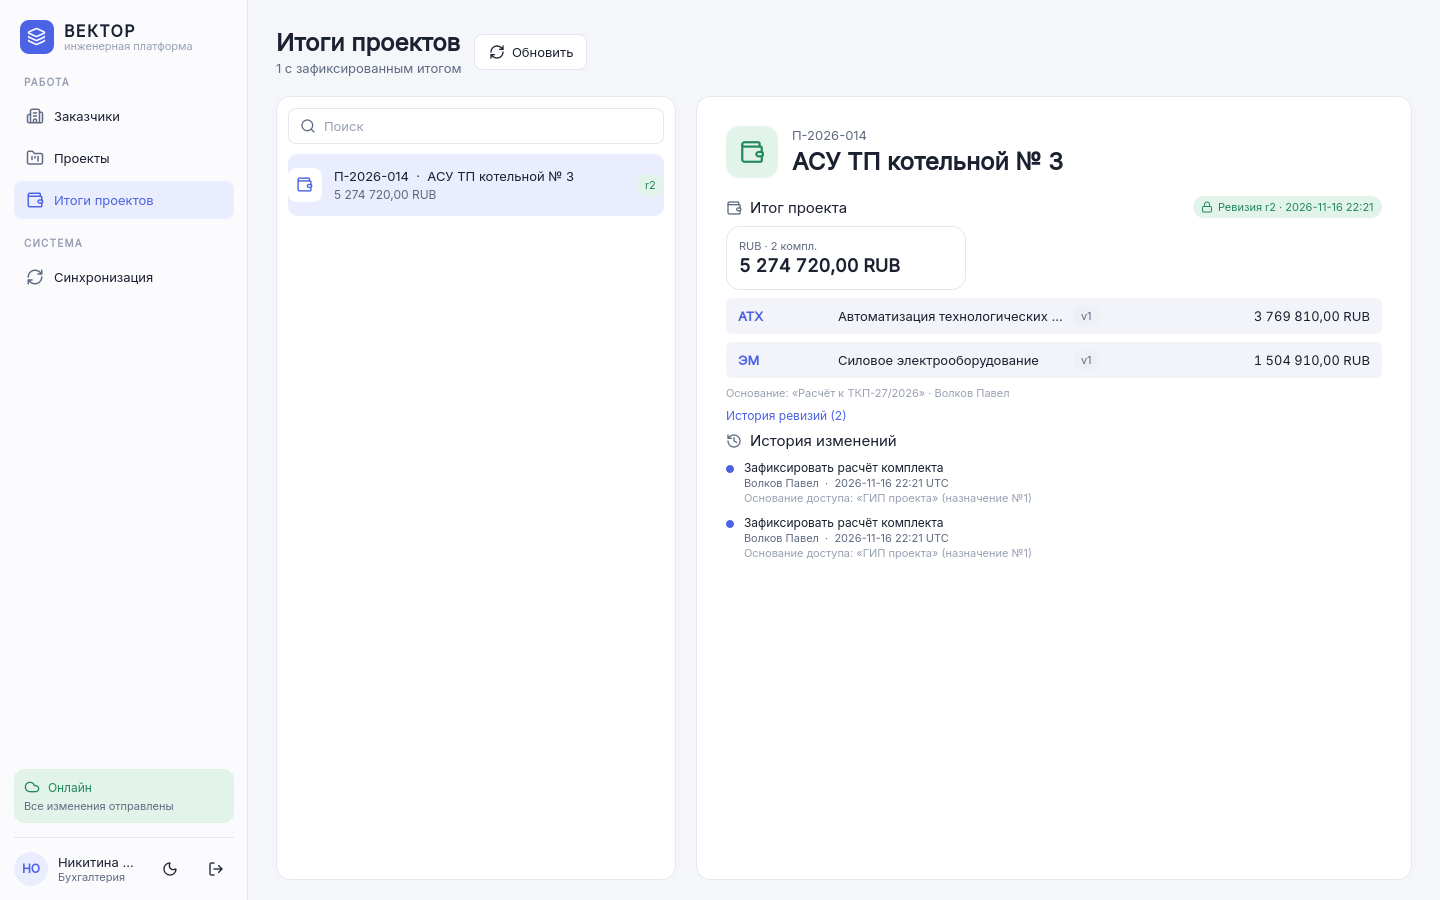 ВЕКТОР
инженерная платформа
РАБОТА
Заказчики
Проекты
Итоги проектов
СИСТЕМА
Синхронизация
Онлайн
Все изменения отправлены
НО
Никитина ...
Бухгалтерия
Итоги проектов
1 с зафиксированным итогом
Обновить
Поиск
П-2026-014 · АСУ ТП котельной № 3
5 274 720,00 RUB
r2
П-2026-014
АСУ ТП котельной № 3
Итог проекта
Ревизия r2 · 2026-11-16 22:21
RUB · 2 компл.
5 274 720,00 RUB
АТХ Автоматизация технологических ... v1 3 769 810,00 RUB
ЭМ Силовое электрооборудование v1 1 504 910,00 RUB
Основание: «Расчёт к ТКП-27/2026» · Волков Павел
История ревизий (2)
История изменений
Зафиксировать расчёт комплекта
Волков Павел · 2026-11-16 22:21 UTC
Основание доступа: «ГИП проекта» (назначение №1)
Зафиксировать расчёт комплекта
Волков Павел · 2026-11-16 22:21 UTC
Основание доступа: «ГИП проекта» (назначение №1)